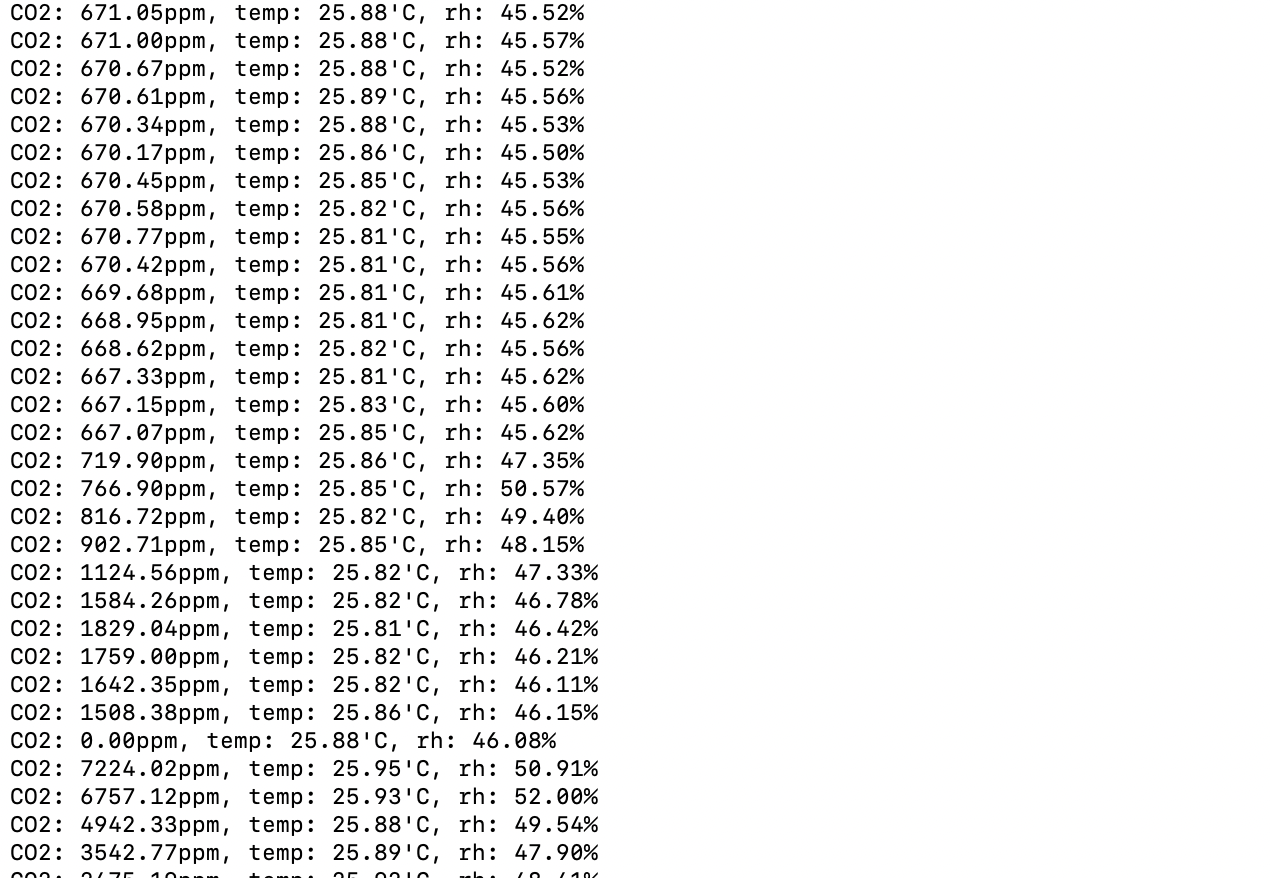 CO2: 671.05ppm, temp: 25.88'C, rh: 45.52%
CO2: 671.00ppm, temp: 25.88'C, rh: 45.57%
CO2: 670.67ppm, temp: 25.88'C, rh: 45.52%
CO2: 670.61ppm, temp: 25.89'C, rh: 45.56%
CO2: 670.34ppm, temp: 25.88'C, rh: 45.53%
CO2: 670.17ppm, temp: 25.86'C, rh: 45.50%
CO2: 670.45ppm, temp: 25.85'C, rh: 45.53%
CO2: 670.58ppm, temp: 25.82'C, rh: 45.56%
CO2: 670.77ppm, temp: 25.81'C, rh: 45.55%
CO2: 670.42ppm, temp: 25.81'C, rh: 45.56%
CO2: 669.68ppm, temp: 25.81'C, rh: 45.61%
CO2: 668.95ppm, temp: 25.81'C, rh: 45.62%
CO2: 668.62ppm, temp: 25.82'C, rh: 45.56%
CO2: 667.33ppm, temp: 25.81'C, rh: 45.62%
CO2: 667.15ppm, temp: 25.83'C, rh: 45.60%
CO2: 667.07ppm, temp: 25.85'C, rh: 45.62%
CO2: 719.90ppm, temp: 25.86'C, rh: 47.35%
CO2: 766.90ppm, temp: 25.85'C, rh: 50.57%
CO2: 816.72ppm, temp: 25.82'C, rh: 49.40%
CO2: 902.71ppm, temp: 25.85'C, rh: 48.15%
CO2: 1124.56ppm, temp: 25.82'C, rh: 47.33%
CO2: 1584.26ppm, temp: 25.82'C, rh: 46.78%
CO2: 1829.04ppm, temp: 25.81'C, rh: 46.42%
CO2: 1759.00ppm, temp: 25.82'C, rh: 46.21%
CO2: 1642.35ppm, temp: 25.82'C, rh: 46.11%
CO2: 1508.38ppm, temp: 25.86'C, rh: 46.15%
CO2: 0.00ppm, temp: 25.88'C, rh: 46.08%
CO2: 7224.02ppm, temp: 25.95'C, rh: 50.91%
CO2: 6757.12ppm, temp: 25.93'C, rh: 52.00%
CO2: 4942.33ppm, temp: 25.88'C, rh: 49.54%
CO2: 3542.77ppm, temp: 25.89'C, rh: 47.90%